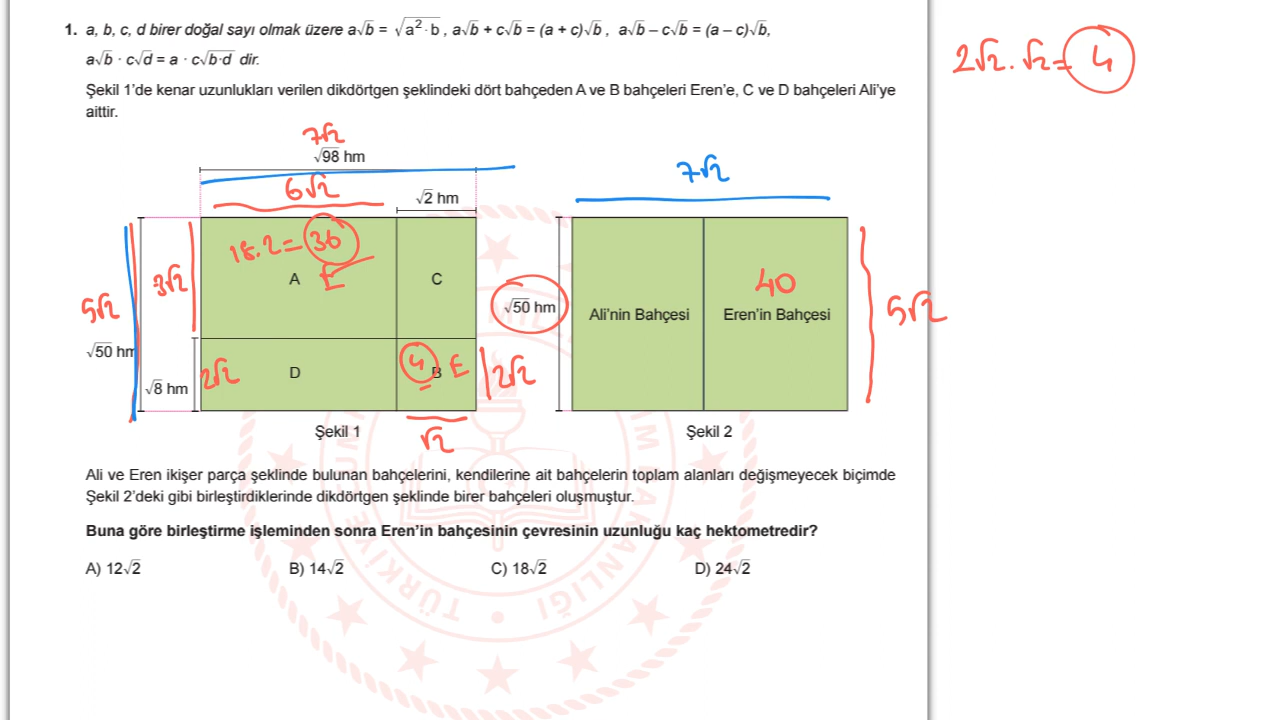 1. a, b, c, d birer doğal sayı olmak üzere a√b = √a²·b , a√b + c√b = (a + c)√b , a√b – c√b = (a – c)√b,
a√b · c√d = a · c√b·d dir.
2√2 . √2 = 4
Şekil 1'de kenar uzunlukları verilen dikdörtgen şeklindeki dört bahçeden A ve B bahçeleri Eren'e, C ve D bahçeleri Ali'ye
aittir.
7√2
√98 hm
7√2
6√2
√2 hm
18.2=36
A E
C
3√2
5√2
√50 hm
√8 hm
2√2
D
4 E
B
2√2
√2
√50 hm
40
Ali'nin Bahçesi
Eren'in Bahçesi
5√2
Şekil 1
Şekil 2
Ali ve Eren ikişer parça şeklinde bulunan bahçelerini, kendilerine ait bahçelerin toplam alanları değişmeyecek biçimde
Şekil 2'deki gibi birleştirdiklerinde dikdörtgen şeklinde birer bahçeleri oluşmuştur.
Buna göre birleştirme işleminden sonra Eren'in bahçesinin çevresinin uzunluğu kaç hektometredir?
A) 12√2 B) 14√2 C) 18√2 D) 24√2